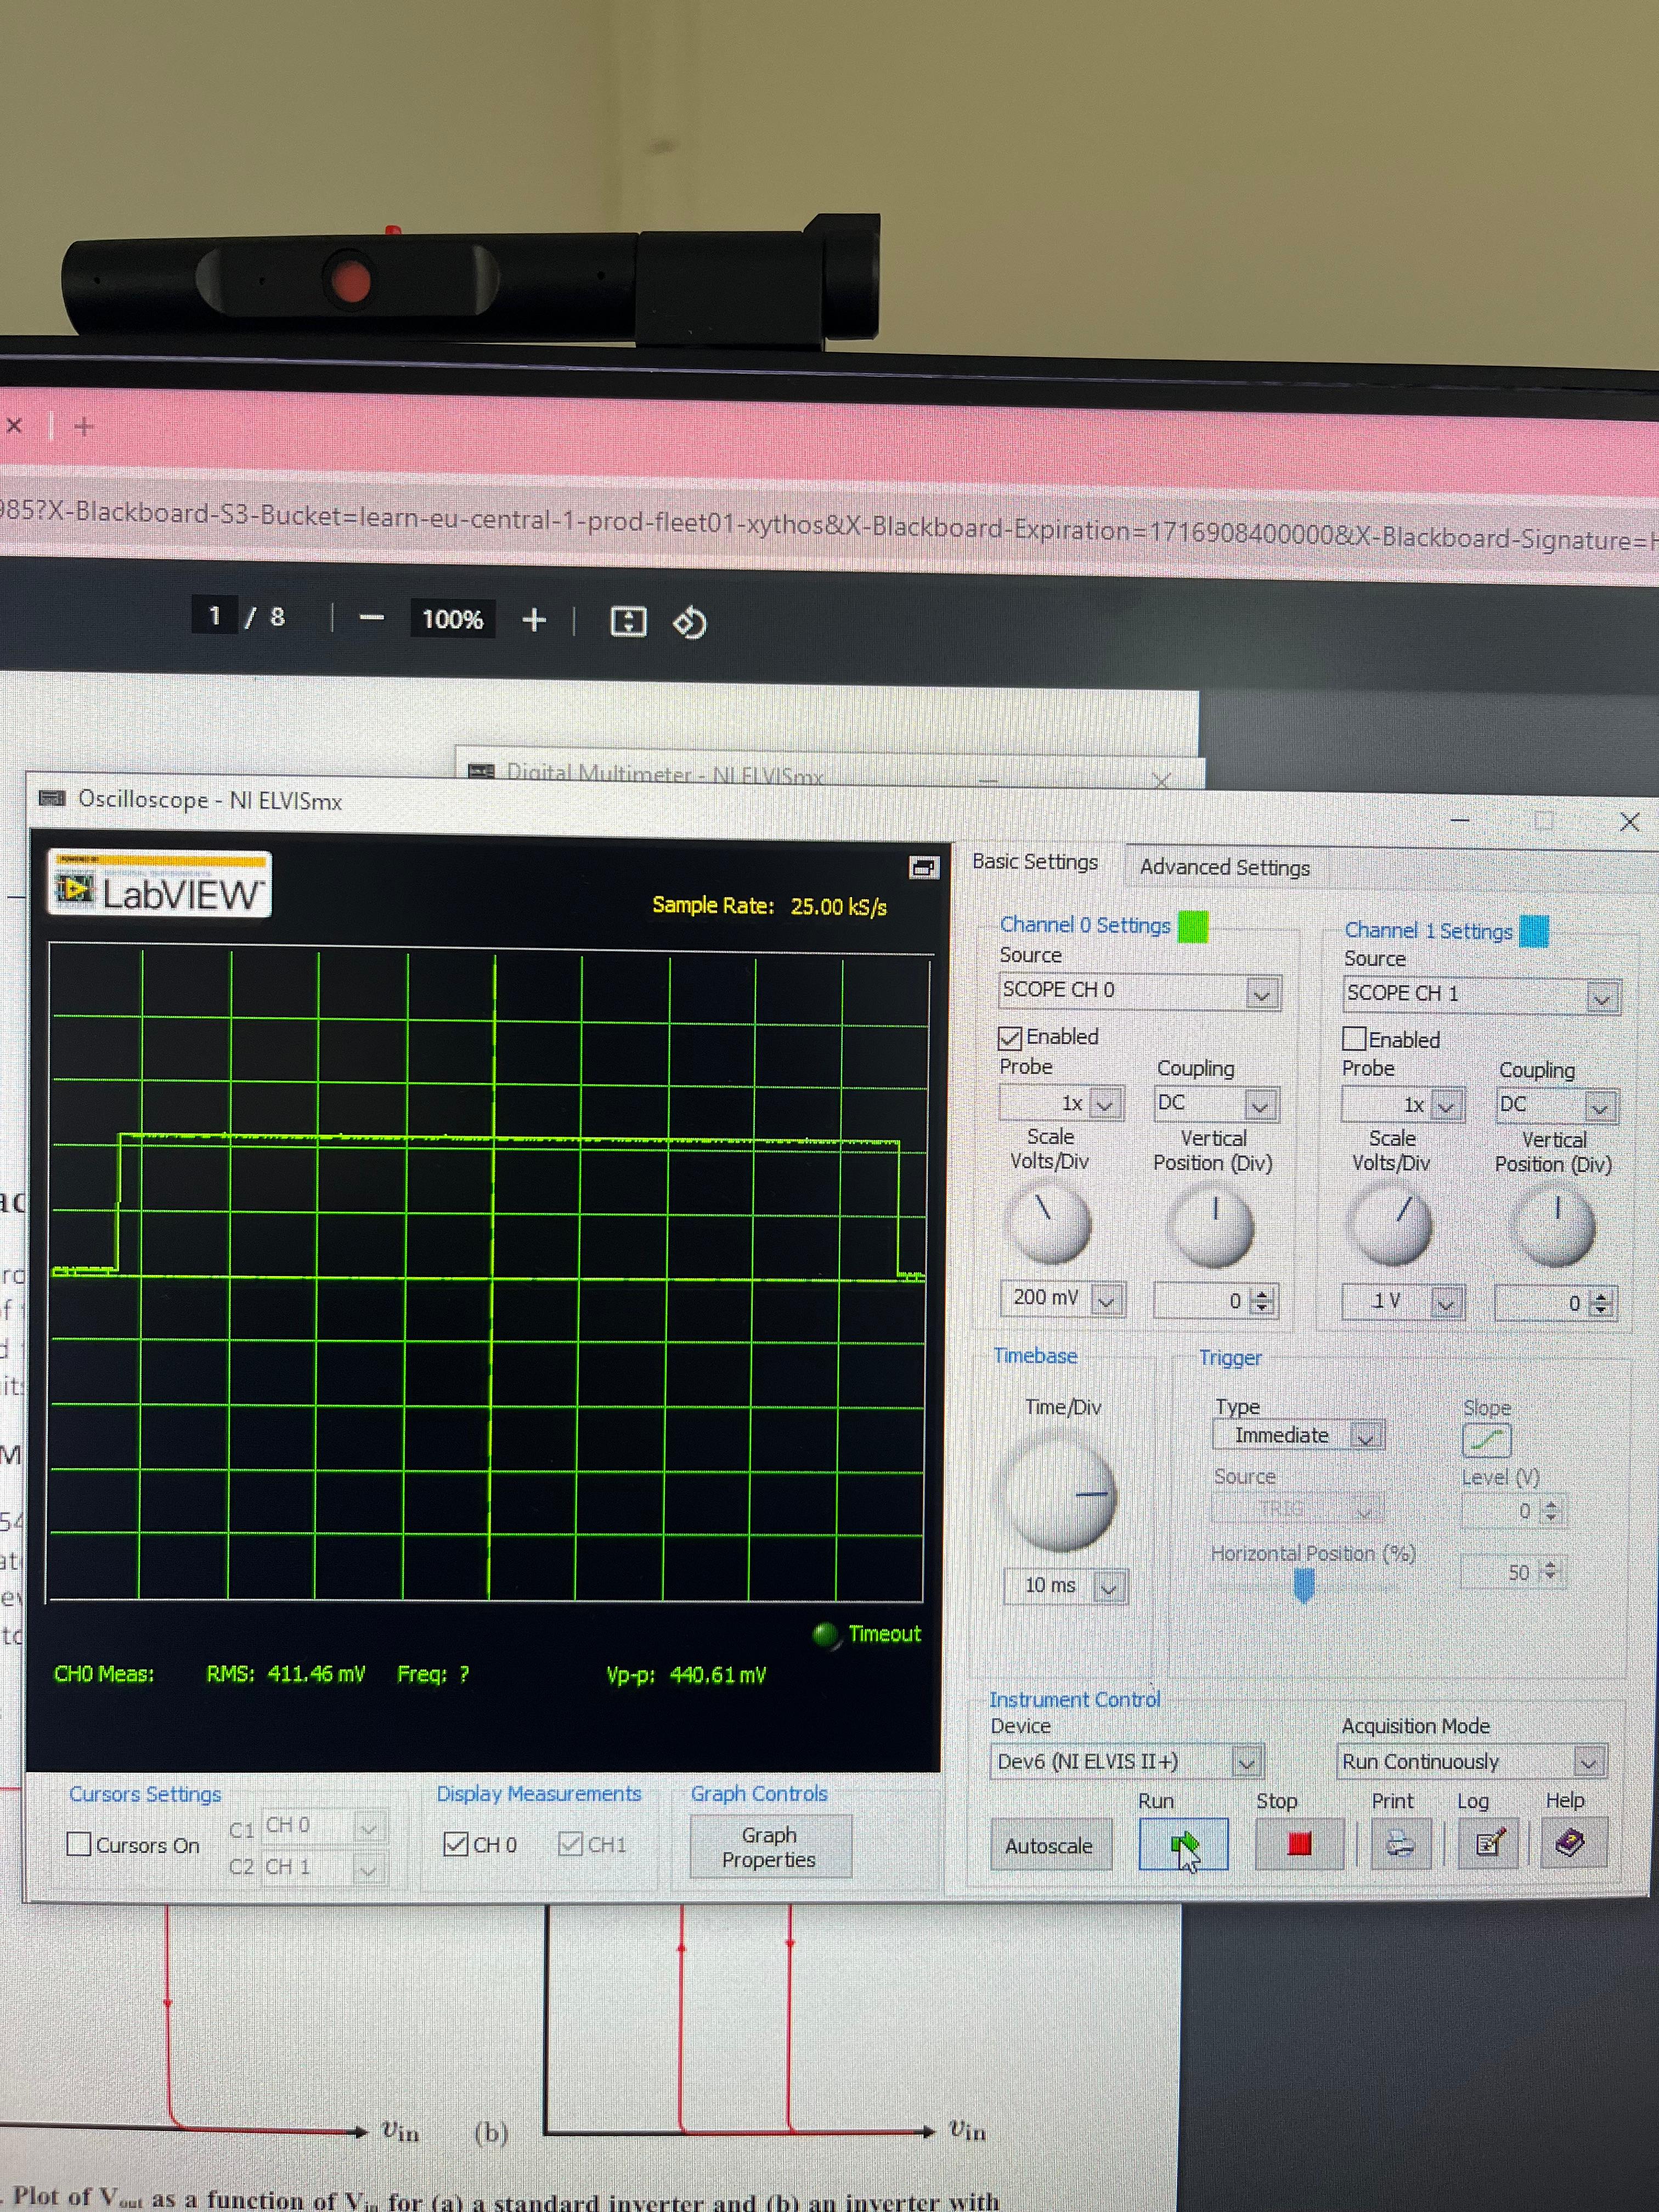 × | +
985?X-Blackboard-S3-Bucket=learn-eu-central-1-prod-fleet01-xythos&X-Blackboard-Expiration=1716908400000&X-Blackboard-Signature=H
1 / 8 | — 100% + |
Digital Multimeter - NI ELVISmx
Oscilloscope - NI ELVISmx
LabVIEW
Sample Rate: 25.00 kS/s
Basic Settings
Advanced Settings
Channel 0 Settings
Source
SCOPE CH 0
Enabled
Probe
Coupling
1x
DC
Scale
Volts/Div
Vertical
Position (Div)
200 mV
0
Channel 1 Settings
Source
SCOPE CH 1
Enabled
Probe
Coupling
1x
DC
Scale
Volts/Div
Vertical
Position (Div)
1 V
0
Timebase
Time/Div
10 ms
Trigger
Type
Immediate
Slope
Source
TRIG
Level (V)
0
Horizontal Position (%)
50
Timeout
CH0 Meas: RMS: 411.46 mV Freq: ? Vp-p: 440.61 mV
Instrument Control
Device
Dev6 (NI ELVIS II+)
Acquisition Mode
Run Continuously
Autoscale
Run
Stop
Print
Log
Help
Cursors Settings
Cursors On
C1 CH 0
C2 CH 1
Display Measurements
CH 0
CH1
Graph Controls
Graph
Properties
vin (b) vin
. Plot of Vout as a function of Vin for (a) a standard inverter and (b) an inverter with